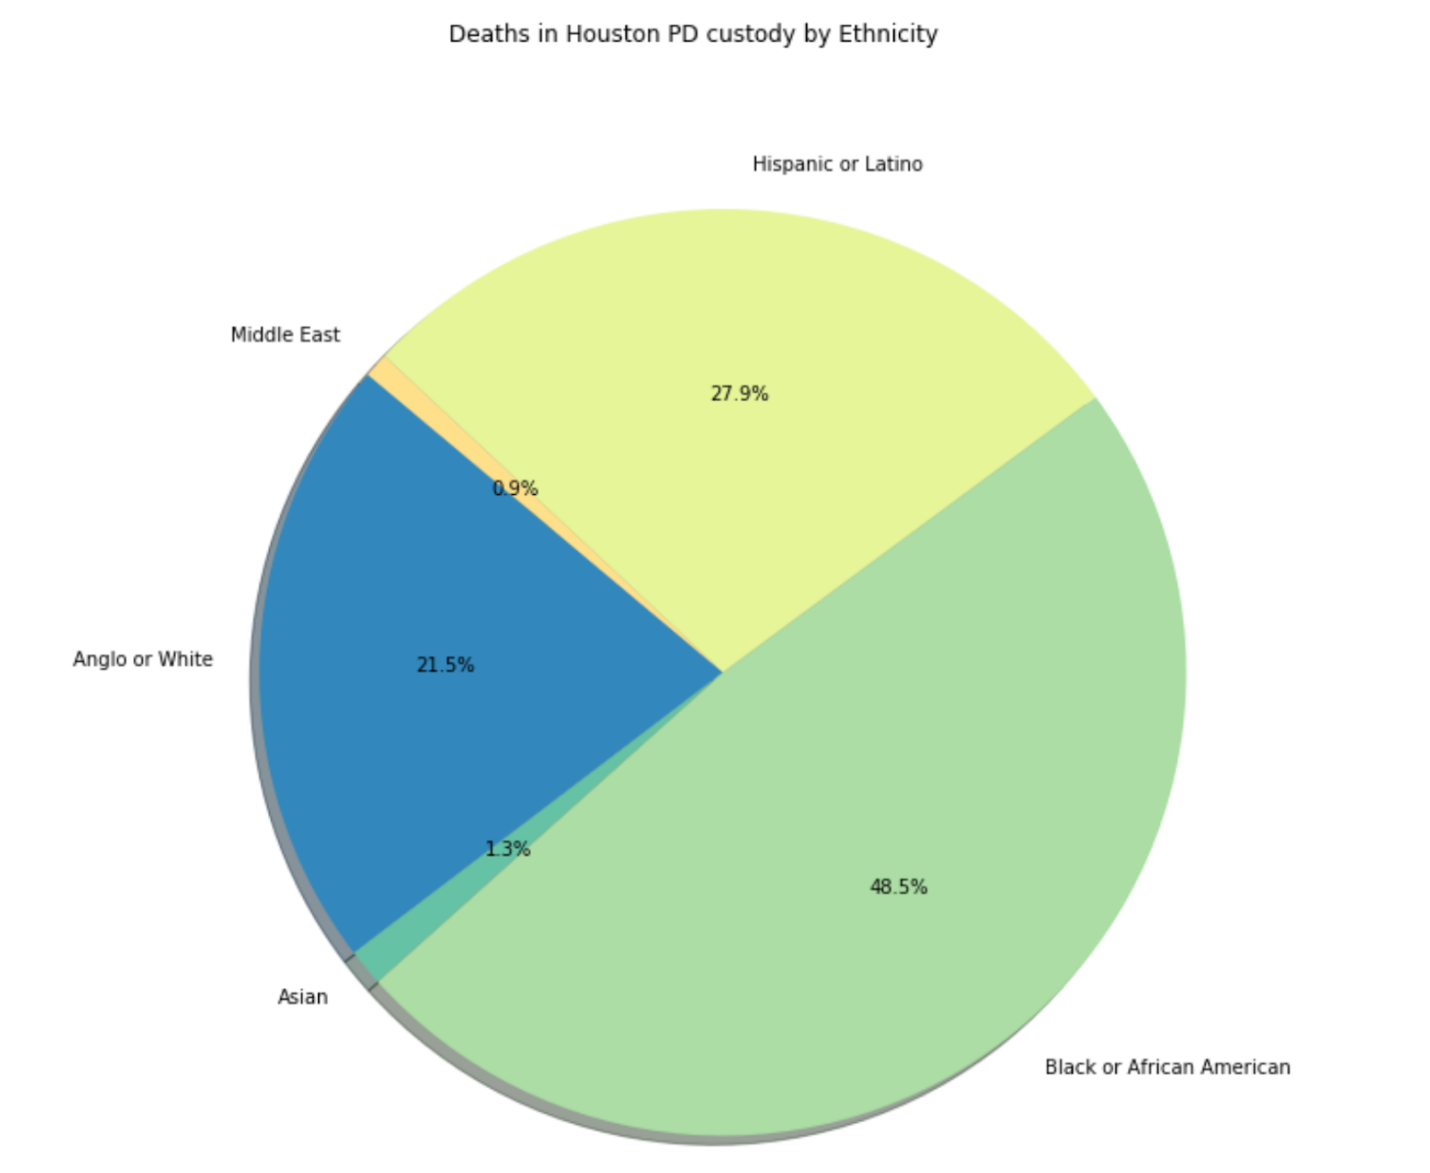 Deaths in Houston PD custody by Ethnicity
Hispanic or Latino
Middle East
27.9%
0.9%
Anglo or White
21.5%
1.3%
48.5%
Asian
Black or African American